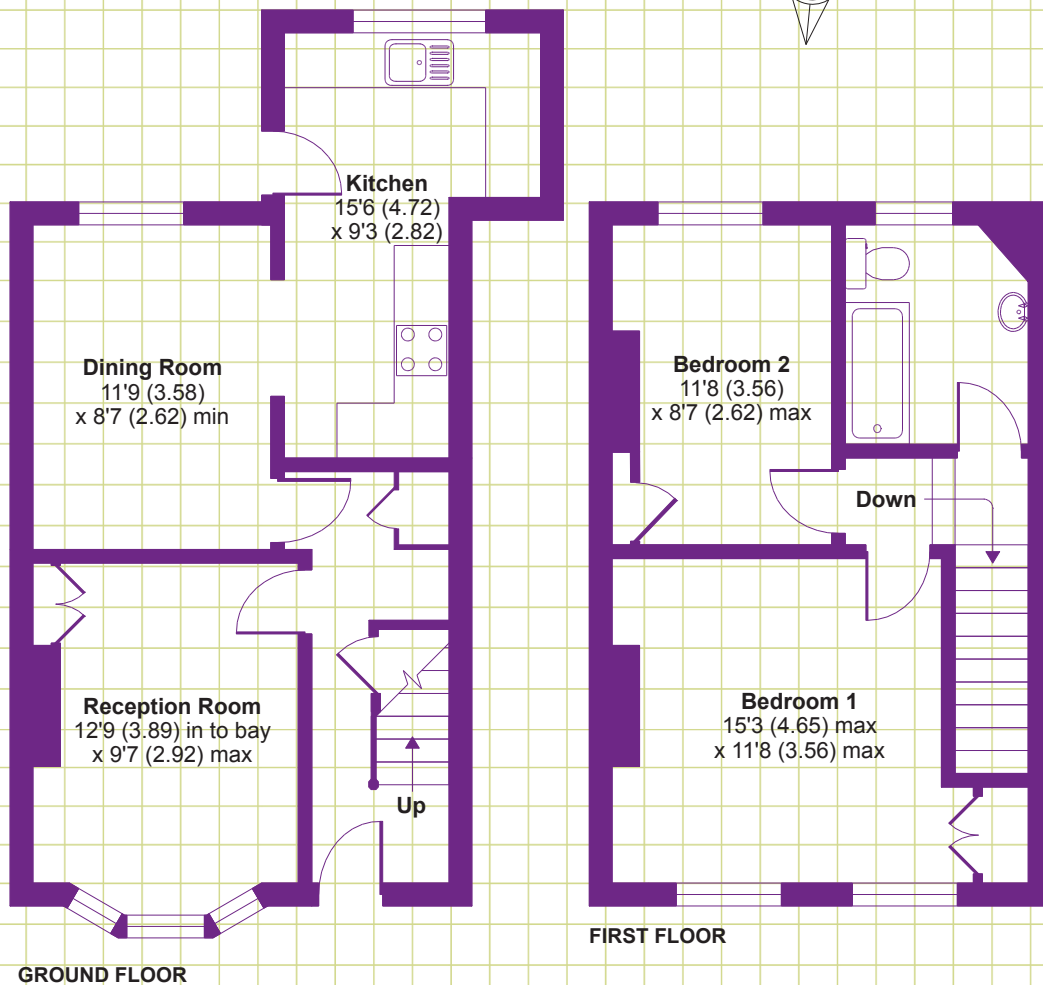 Kitchen
15'6 (4.72)
x 9'3 (2.82)
Dining Room
11'9 (3.58)
x 8'7 (2.62) min
Reception Room
12'9 (3.89) in to bay
x 9'7 (2.92) max
Up
GROUND FLOOR
Bedroom 2
11'8 (3.56)
x 8'7 (2.62) max
Down
Bedroom 1
15'3 (4.65) max
x 11'8 (3.56) max
FIRST FLOOR